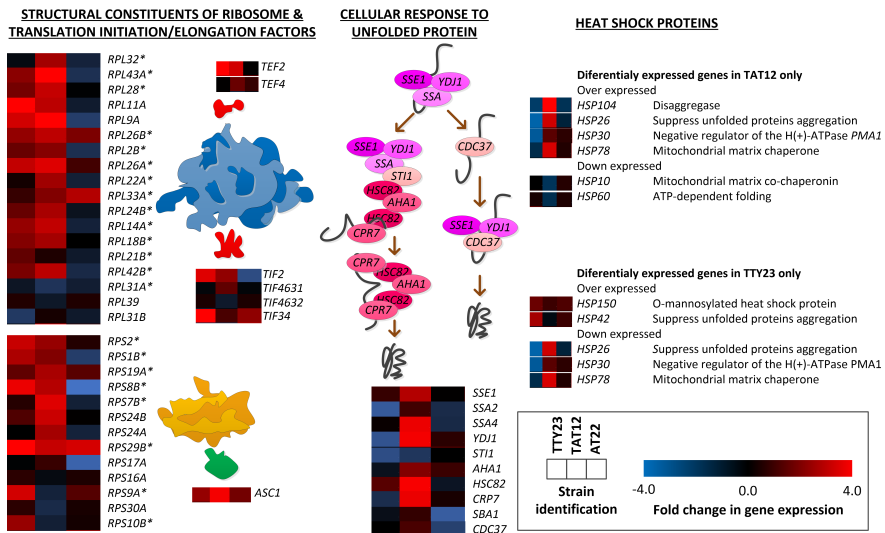 STRUCTURAL CONSTITUENTS OF RIBOSOME &
TRANSLATION INITIATION/ELONGATION FACTORS
RPL32*
RPL43A*
RPL28*
RPL11A
RPL9A
RPL26B*
RPL2B*
RPL26A*
RPL22A*
RPL33A*
RPL24B*
RPL14A*
RPL18B*
RPL21B*
RPL42B*
RPL31A*
RPL39
RPL31B
RPS2*
RPS1B*
RPS19A*
RPS8B*
RPS7B*
RPS24B
RPS24A
RPS29B*
RPS17A
RPS16A
RPS9A*
RPS30A
RPS10B*
TEF2
TEF4
TIF2
TIF4631
TIF4632
TIF34
ASC1
CELLULAR RESPONSE TO
UNFOLDED PROTEIN
SSE1
YDJ1
SSA
SSE1
YDJ1
SSA
STI1
HSC82
AHA1
HSC82
CPR7
CPR7
HSC82
AHA1
HSC82
CPR7
CDC37
SSE1
YDJ1
CDC37
SSE1
SSA2
SSA4
YDJ1
STI1
AHA1
HSC82
CRP7
SBA1
CDC37
HEAT SHOCK PROTEINS
Diferentialy expressed genes in TAT12 only
Over expressed
HSP104 Disaggregase
HSP26 Suppress unfolded proteins aggregation
HSP30 Negative regulator of the H(+)-ATPase PMA1
HSP78 Mitochondrial matrix chaperone
Down expressed
HSP10 Mitochondrial matrix co-chaperonin
HSP60 ATP-dependent folding
Diferentialy expressed genes in TTY23 only
Over expressed
HSP150 O-mannosylated heat shock protein
HSP42 Suppress unfolded proteins aggregation
Down expressed
HSP26 Suppress unfolded proteins aggregation
HSP30 Negative regulator of the H(+)-ATPase PMA1
HSP78 Mitochondrial matrix chaperone
TTY23
TAT12
AT22
Strain
identification
-4.0 0.0 4.0
Fold change in gene expression